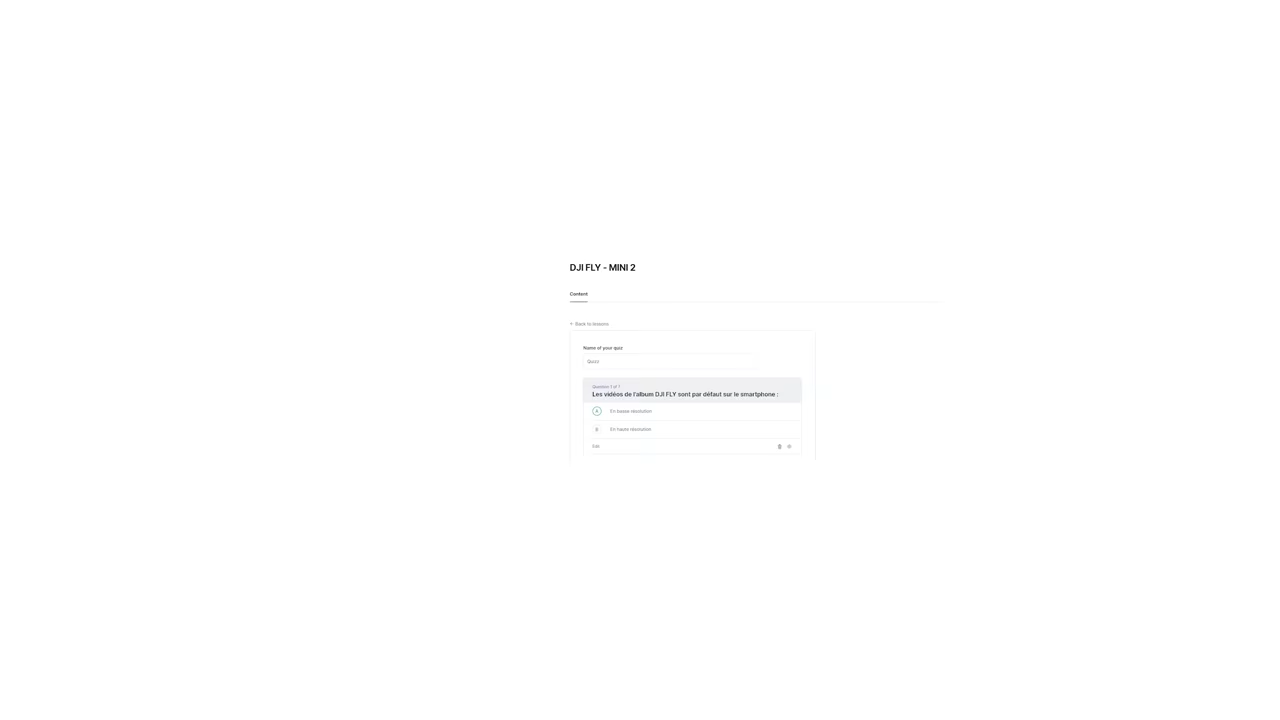 DJI FLY - MINI 2
Content
Back to lessons
Name of your quiz
Quizz
Question 1 of 7
Les vidéos de l'album DJI FLY sont par défaut sur le smartphone :
A En basse résolution
B En haute résolution
Edit